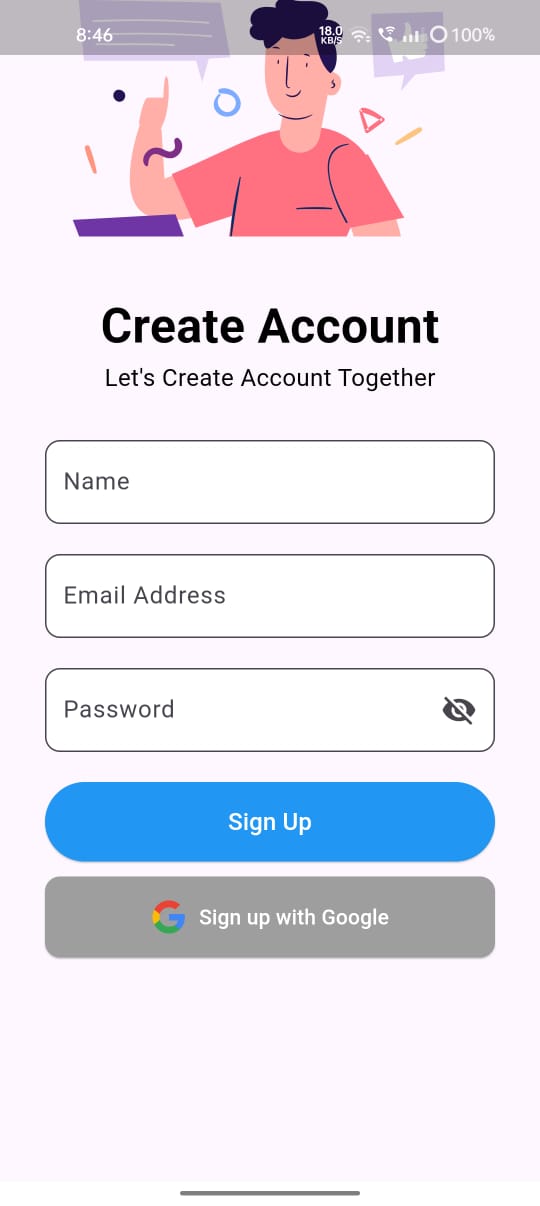 8:46 18.0 KB/S 100%
Create Account
Let's Create Account Together
Name
Email Address
Password
Sign Up
Sign up with Google